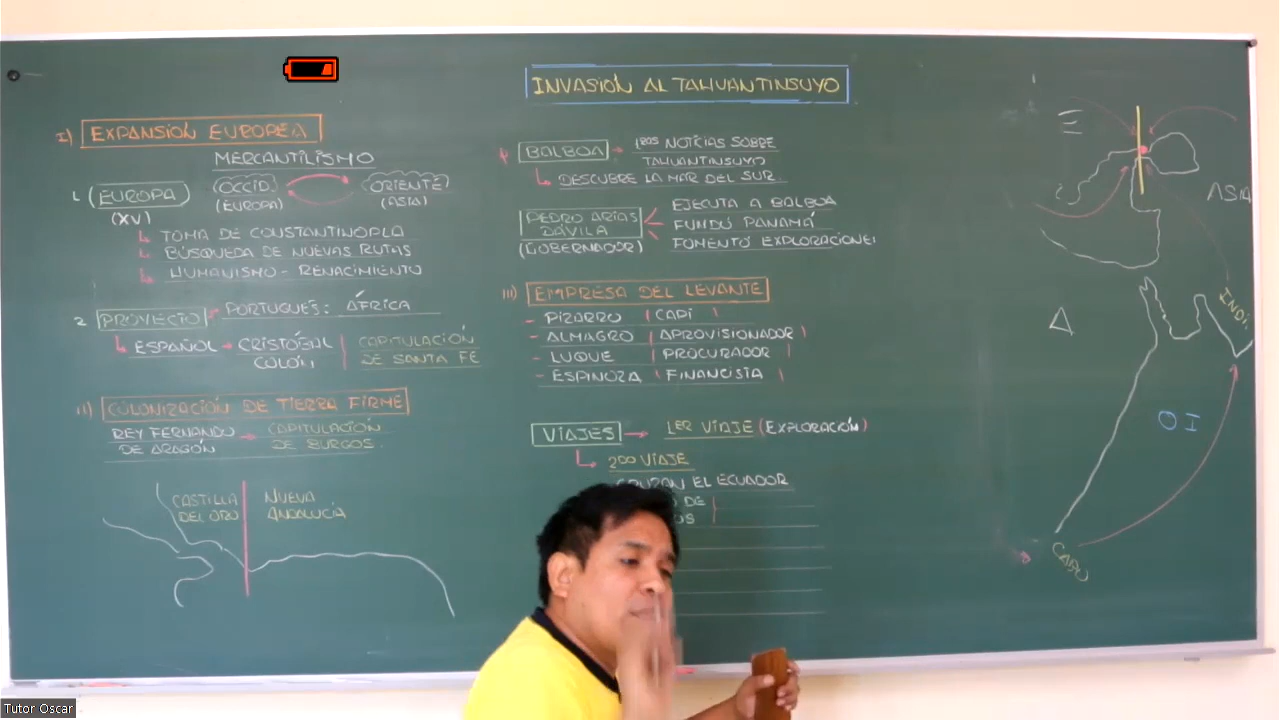 INVASIÓN AL TAHUANTINSUYO
I) EXPANSIÓN EUROPEA
MERCANTILISMO
1. (EUROPA) (OCCID.) (ORIENTE)
(XV) (EUROPA) (ASIA)
TOMA DE CONSTANTINOPLA
BÚSQUEDA DE NUEVAS RUTAS
HUMANISMO - RENACIMIENTO
2 PROYECTO PORTUGUÉS: ÁFRICA
ESPAÑOL CRISTÓBAL CAPITULACIÓN
COLÓN DE SANTA FE
II) COLONIZACIÓN DE TIERRA FIRME
REY FERNANDO CAPITULACIÓN
DE ARAGÓN DE BURGOS.
CASTILLA NUEVA
DEL ORO ANDALUCÍA
BALBOA 1RAS NOTICIAS SOBRE
TAHUANTINSUYO
DESCUBRE LA MAR DEL SUR.
PEDRO ARIAS EJECUTA A BALBOA
DÁVILA FUNDÓ PANAMÁ
(GOBERNADOR) FOMENTÓ EXPLORACIONES
III) EMPRESA DEL LEVANTE
- PIZARRO (CAPI)
- ALMAGRO (APROVISIONADOR)
- LUQUE (PROCURADOR)
- ESPINOZA (FINANCISTA)
VIAJES 1ER VIAJE (EXPLORACIÓN)
2DO VIAJE
CRUZAN EL ECUADOR
DE
E
ASIA
INDI
A
OI
CABO
Tutor Oscar